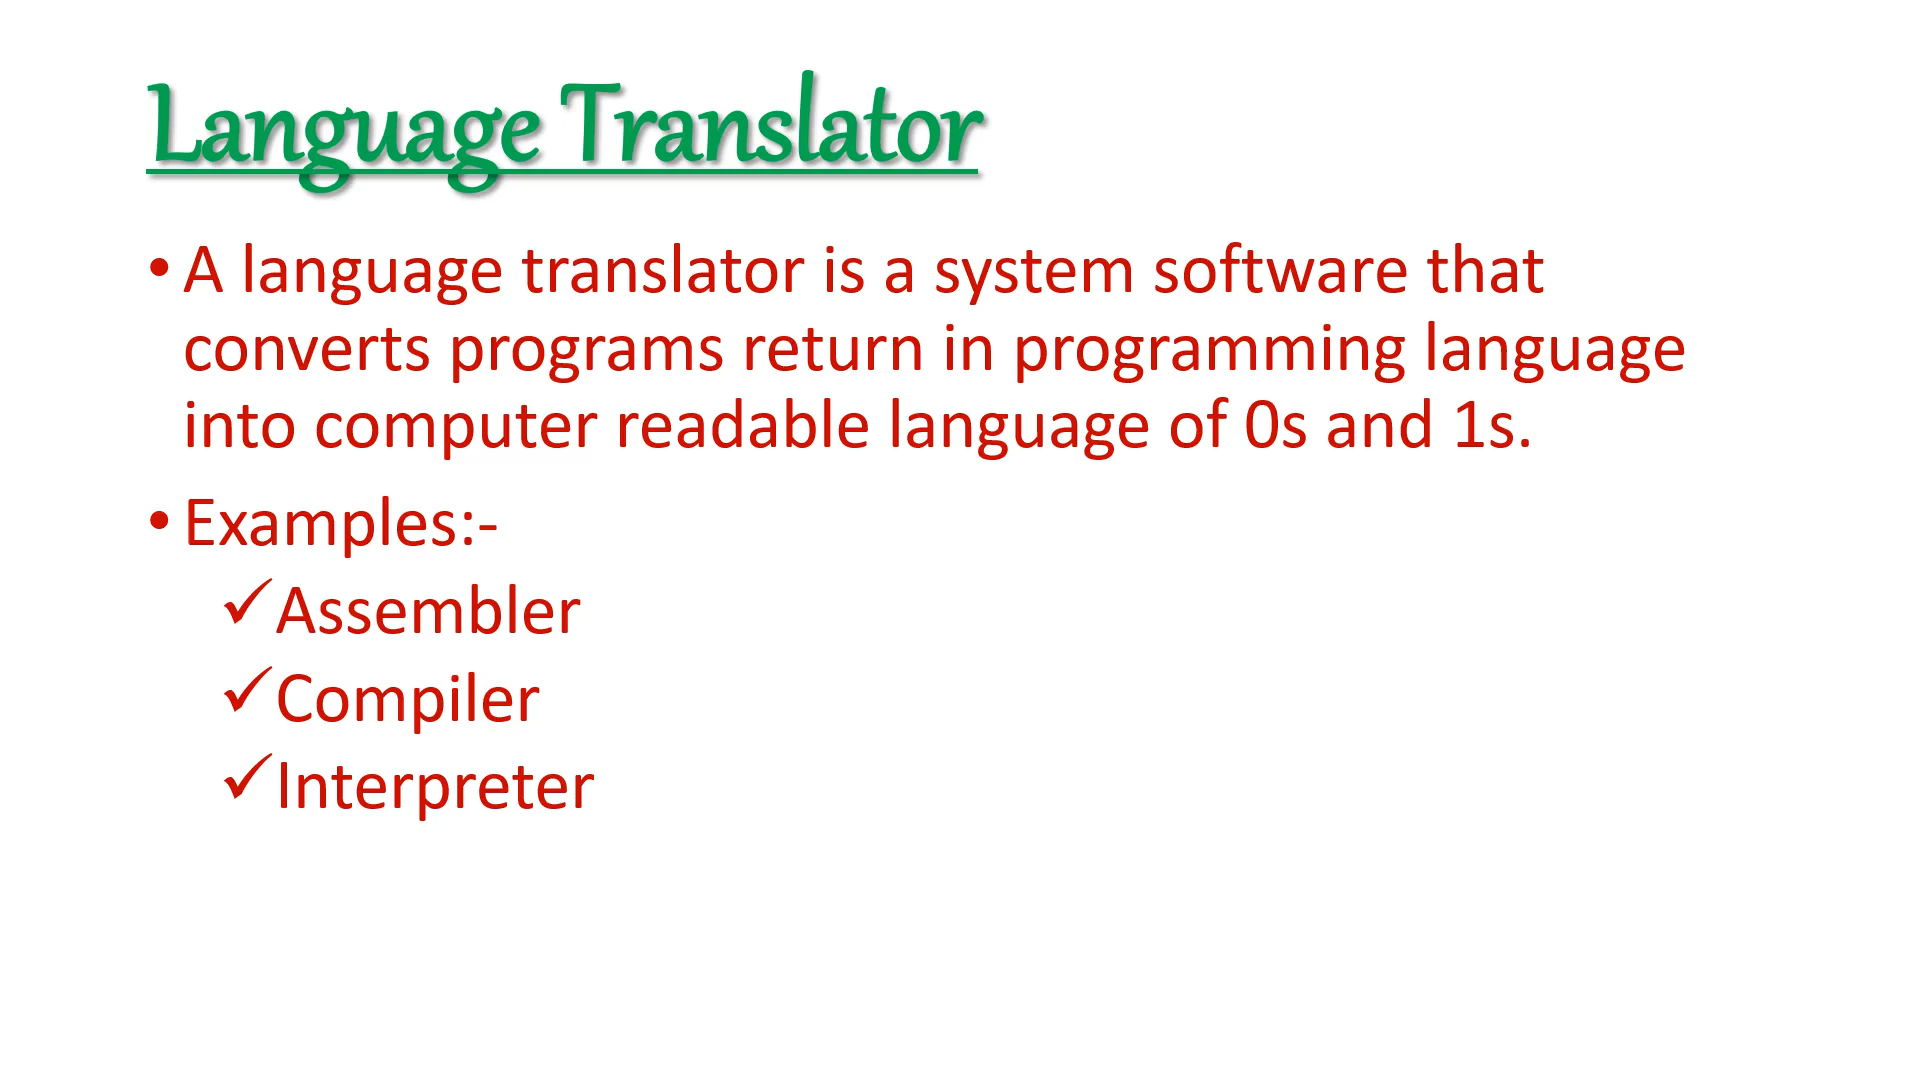 Language Translator
• A language translator is a system software that
converts programs return in programming language
into computer readable language of 0s and 1s.
• Examples:-
✓Assembler
✓Compiler
✓Interpreter